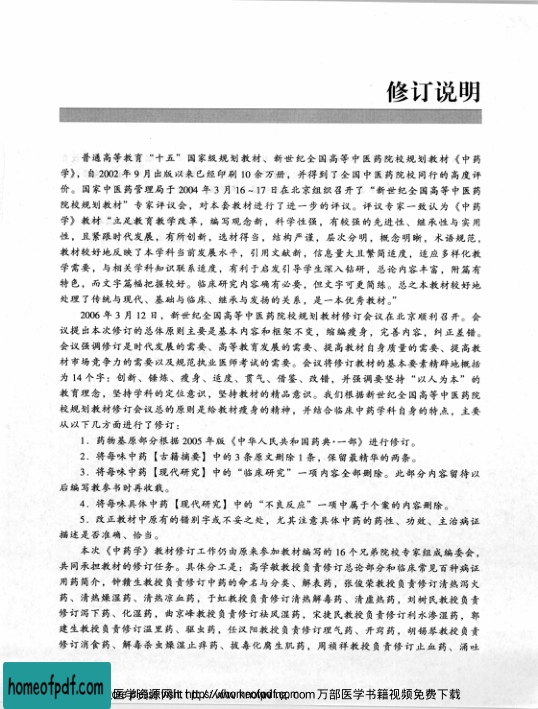 修订说明
普通高等教育“十五”国家级规划教材、新世纪全国高等中医药院校规划教材《中药
学》，自2002年9月出版以来已经印刷10余万册，并得到了全国中医药院校同行的高度评
价。国家中医药管理局于2004年3月16~17日在北京组织召开了“新世纪全国高等中医药
院校规划教材”专家评议会，对本套教材进行了进一步的评议。评议专家一致认为《中药
学》教材“立足教育教学改革，编写观念新，科学性强，有较强的先进性、继承性与实用
性，且紧跟时代发展，有所创新，选材得当，结构严谨，层次分明，概念明晰，术语规范，
教材较好地反映了本学科当前发展水平，引用文献新，信息量大且繁简适度，适应多样化教
学需要，与相关学科知识联系适度，有利于启发引导学生深入钻研，总论内容丰富，附篇有
特色，而文字篇幅把握较好。临床研究内容确有必要，但文字可更简练。总之本教材较好地
处理了传统与现代、基础与临床、继承与发扬的关系，是一本优秀教材。”
2006年3月12日，新世纪全国高等中医药院校规划教材修订会议在北京顺利召开。会
议提出本次修订的总体原则主要是基本内容和框架不变，缩编瘦身，完善内容，纠正差错。
会议强调修订是时代发展的需要、高等教育发展的需要、提高教材自身质量的需要、提高教
材市场竞争力的需要以及规范执业医师考试的需要。会议将修订教材的基本要素精辟地概括
为14个字：创新、锤炼、瘦身、适度、贯气、借鉴、改错，并强调要坚持“以人为本”的
教育理念，坚持学科的定位意识，坚持教材的精品意识。我们根据新世纪全国高等中医药院
校规划教材修订会议总的原则是给教材瘦身的精神，并结合临床中药学科自身的特点，主要
从以下几方面进行了修订：
1．药物基原部分根据2005年版《中华人民共和国药典·一部》进行修订。
2．将每味中药【古籍摘要】中的3条原文删除1条，保留最精华的两条。
3．将每味中药【现代研究】中的“临床研究”一项内容全部删除。此部分内容留待以
后编写教参书时再收载。
4．将每味具体中药【现代研究】中的“不良反应”一项中属于个案的内容删除。
5．改正教材中原有的错别字或不妥之处，尤其注意具体中药的药性、功效、主治病证
描述是否准确、恰当。
本次《中药学》教材修订工作仍由原来参加教材编写的16个兄弟院校专家组成编委会，
共同承担教材的修订任务。具体分工是：高学敏教授负责修订总论部分和临床常见百种病证
用药简介，钟赣生教授负责修订中药的命名与分类、解表药，张俊荣教授负责修订清热泻火
药、清热燥湿药、清热凉血药，于虹教授负责修订清热解毒药、清虚热药，刘树民教授负责
修订泻下药、化湿药，曲京峰教授负责修订祛风湿药，宋捷民教授负责修订利水渗湿药，郭
建生教授负责修订温里药、驱虫药，任汉阳教授负责修订理气药、开窍药，胡锡琴教授负责
修订消食药、解毒杀虫燥湿止痒药、拔毒化腐生肌药，周祯祥教授负责修订止血药、涌吐
homeofpdf.com
医学资源网 万部医学书籍视频免费下载